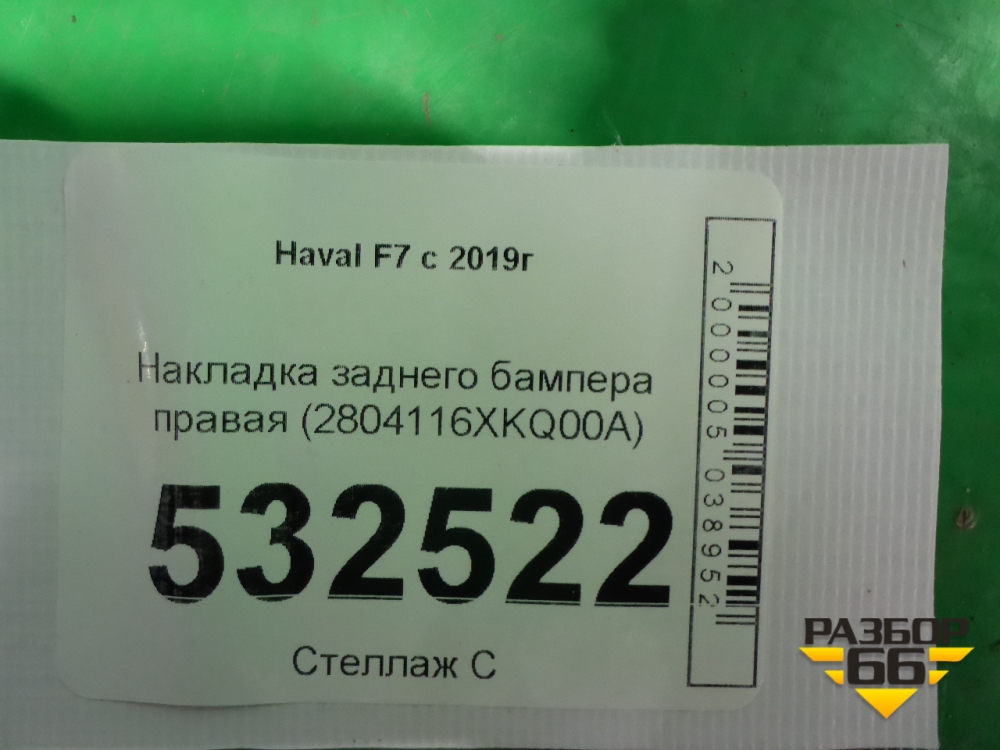 Haval F7 с 2019г
Накладка заднего бампера
правая (2804116XKQ00A)
532522
Стеллаж С
2000005038952
РАЗБОР
66